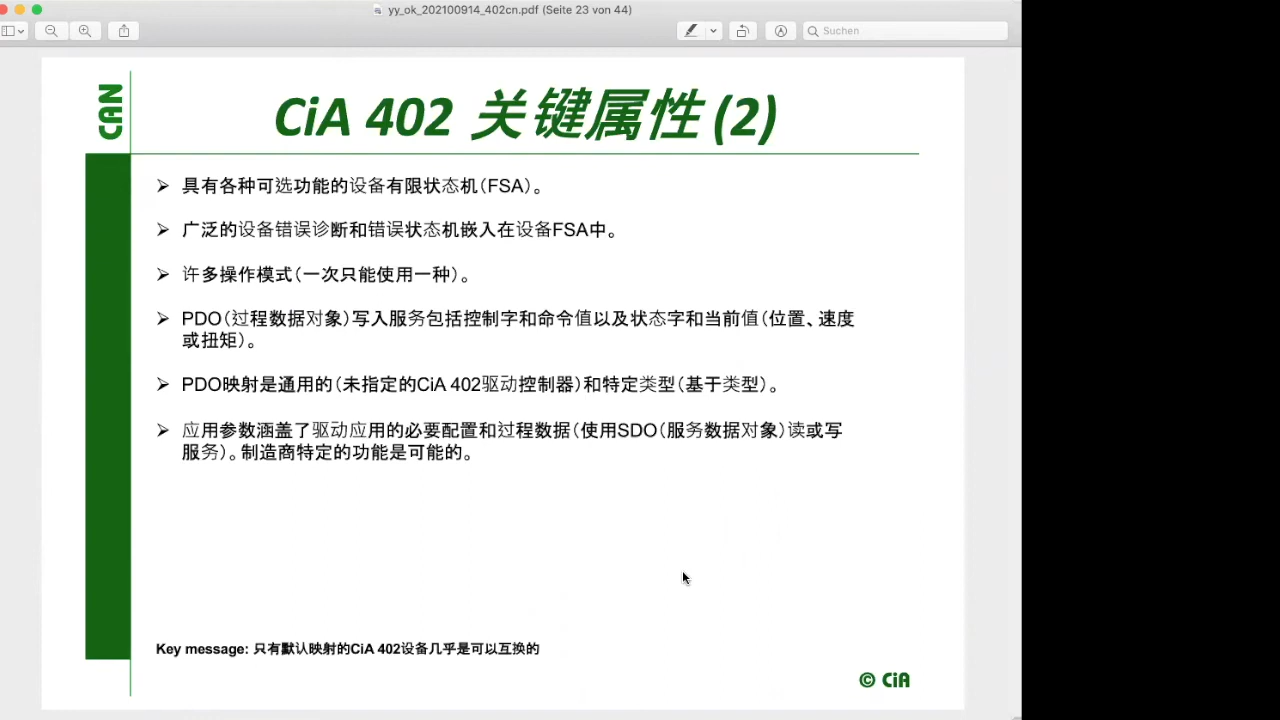 yy_ok_202100914_402cn.pdf (Seite 23 von 44)
Suchen
CAN
CiA 402 关键属性 (2)
➢ 具有各种可选功能的设备有限状态机(FSA)。
➢ 广泛的设备错误诊断和错误状态机嵌入在设备FSA中。
➢ 许多操作模式(一次只能使用一种)。
➢ PDO(过程数据对象)写入服务包括控制字和命令值以及状态字和当前值(位置、速度
或扭矩)。
➢ PDO映射是通用的(未指定的CiA 402驱动控制器)和特定类型(基于类型)。
➢ 应用参数涵盖了驱动应用的必要配置和过程数据(使用SDO(服务数据对象)读或写
服务)。制造商特定的功能是可能的。
Key message: 只有默认映射的CiA 402设备几乎是可以互换的
© CiA